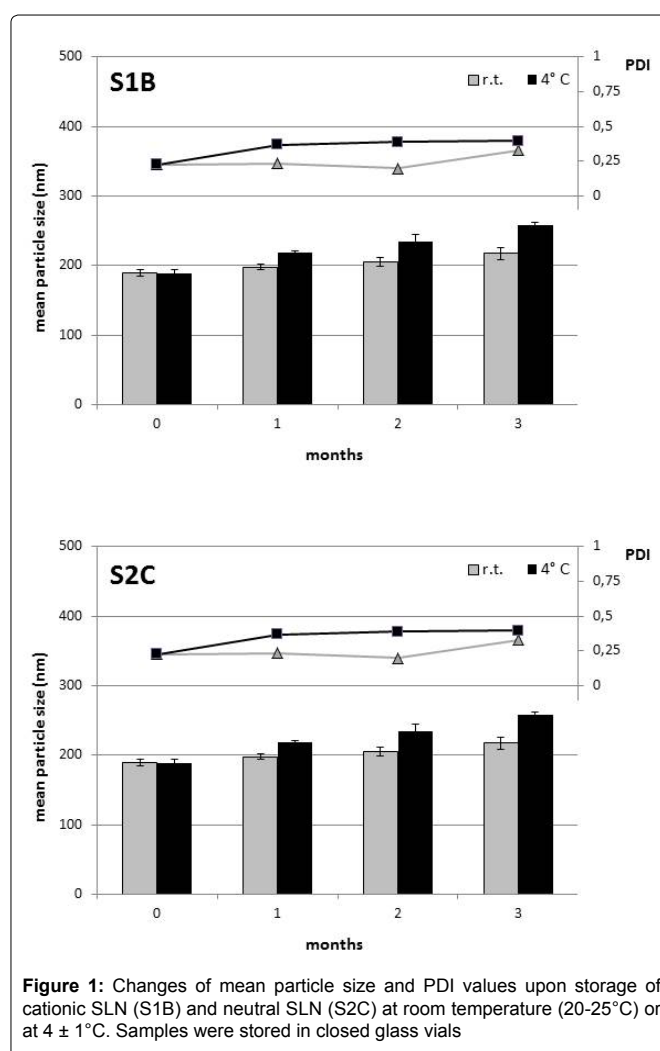 500
400
300
200
100
0
mean particle size (nm)
S1B
r.t. 4° C
PDI
1
0,75
0,5
0,25
0
0 1 2 3
months
500
400
300
200
100
0
mean particle size (nm)
S2C
r.t. 4° C
PDI
1
0,75
0,5
0,25
0
0 1 2 3
months
Figure 1: Changes of mean particle size and PDI values upon storage of
cationic SLN (S1B) and neutral SLN (S2C) at room temperature (20-25°C) or
at 4 ± 1°C. Samples were stored in closed glass vials